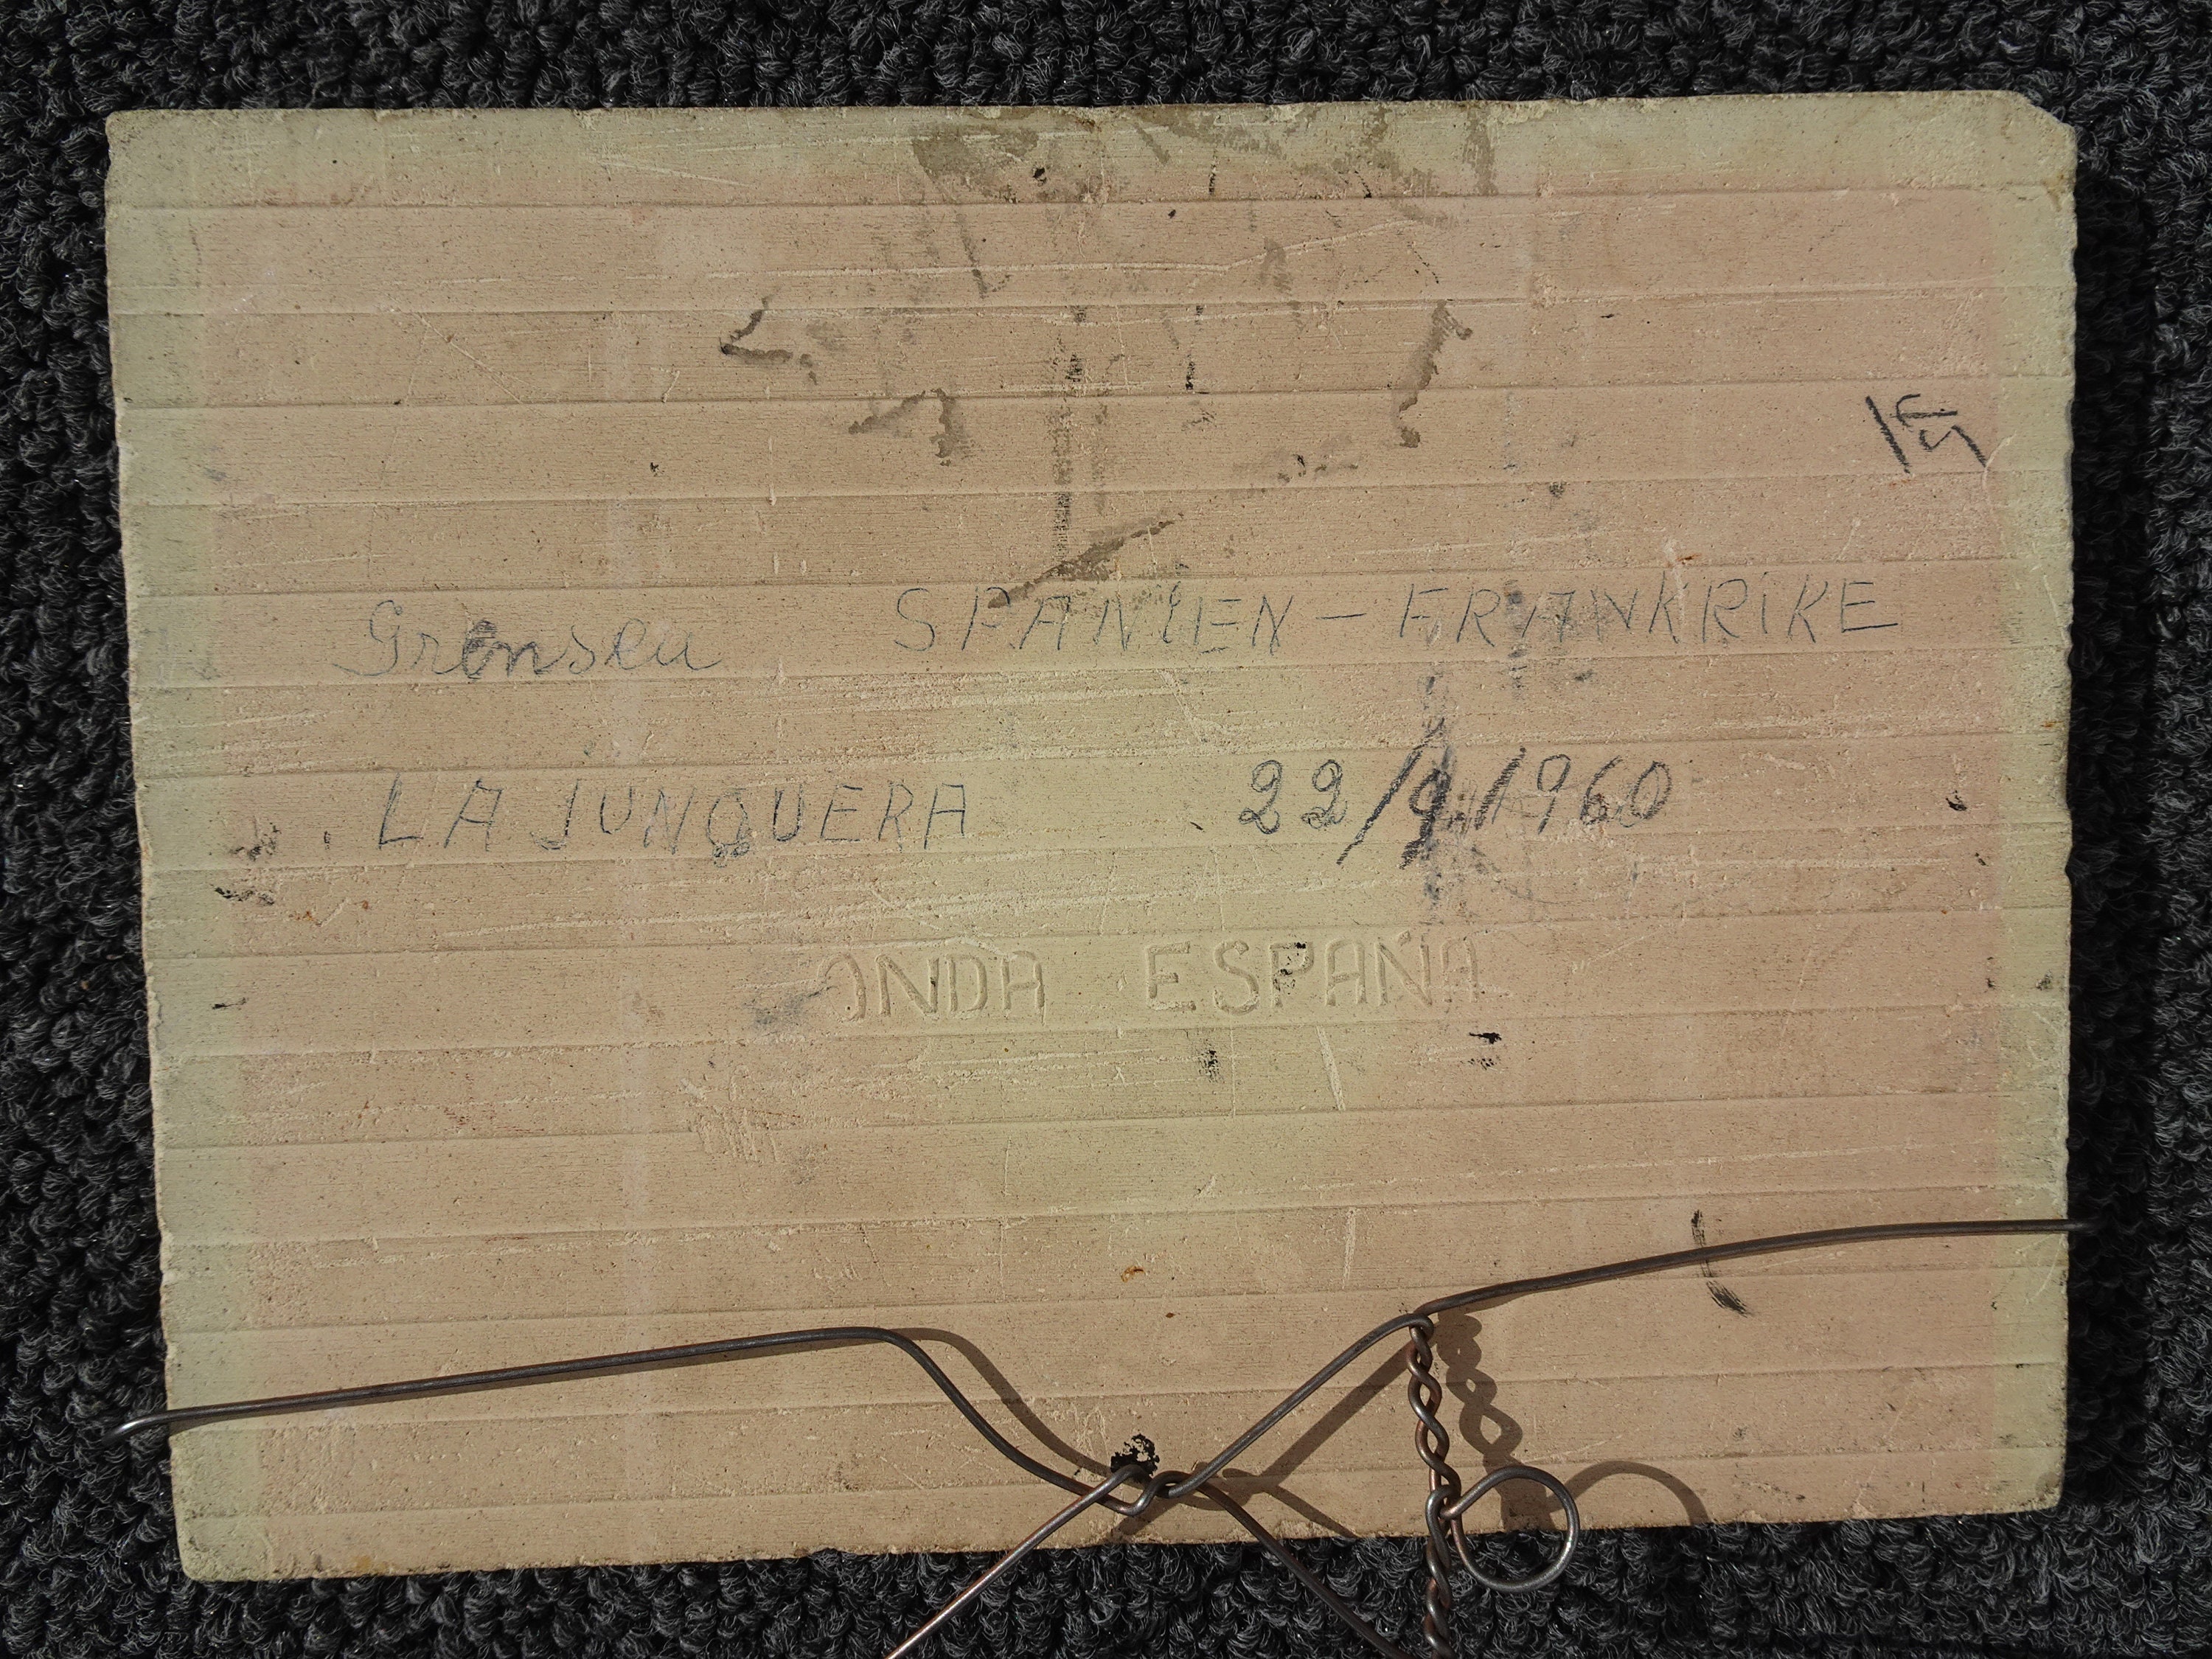 Grensen SPANIEN - FRANKRIKE
LA JUNQUERA 22/9/1960
ONDA ESPAÑA